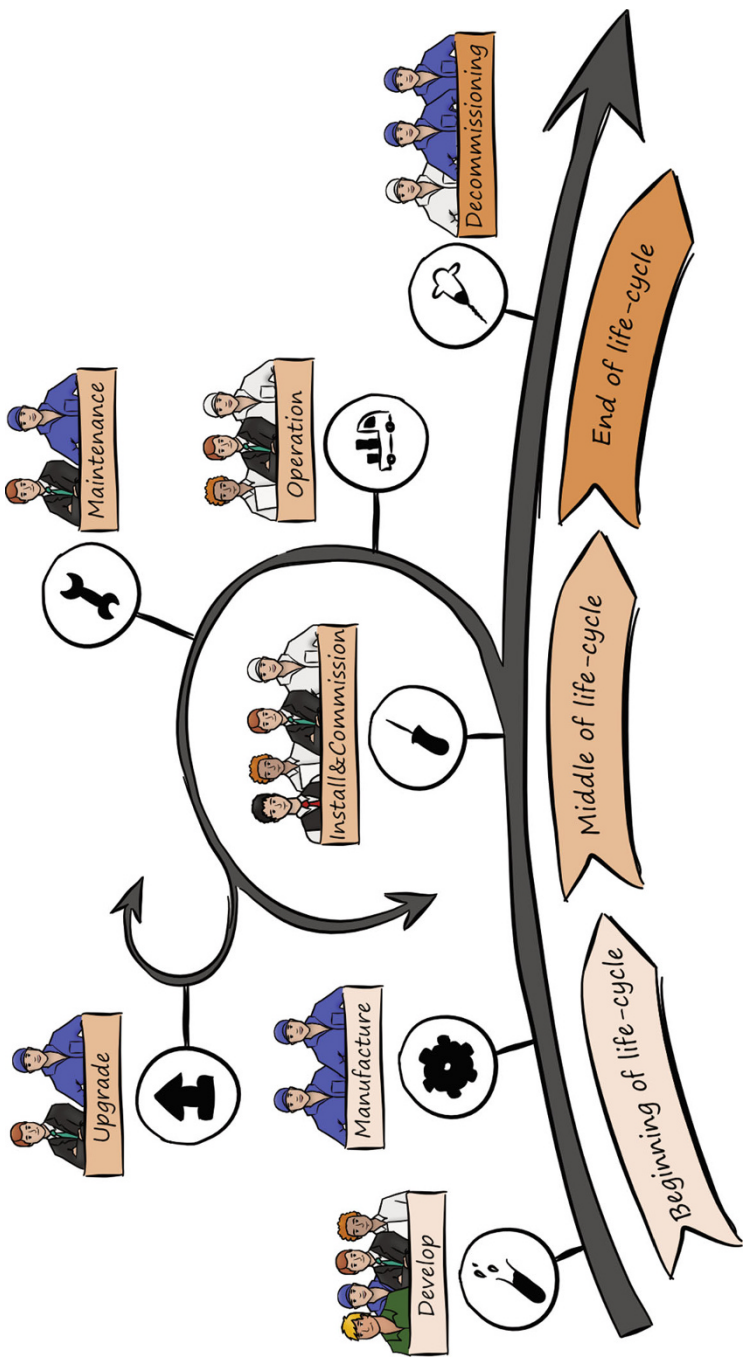 Develop
Manufacture
Upgrade
Install&Commission
Maintenance
Operation
Decommissioning
Beginning of life-cycle
Middle of life-cycle
End of life-cycle